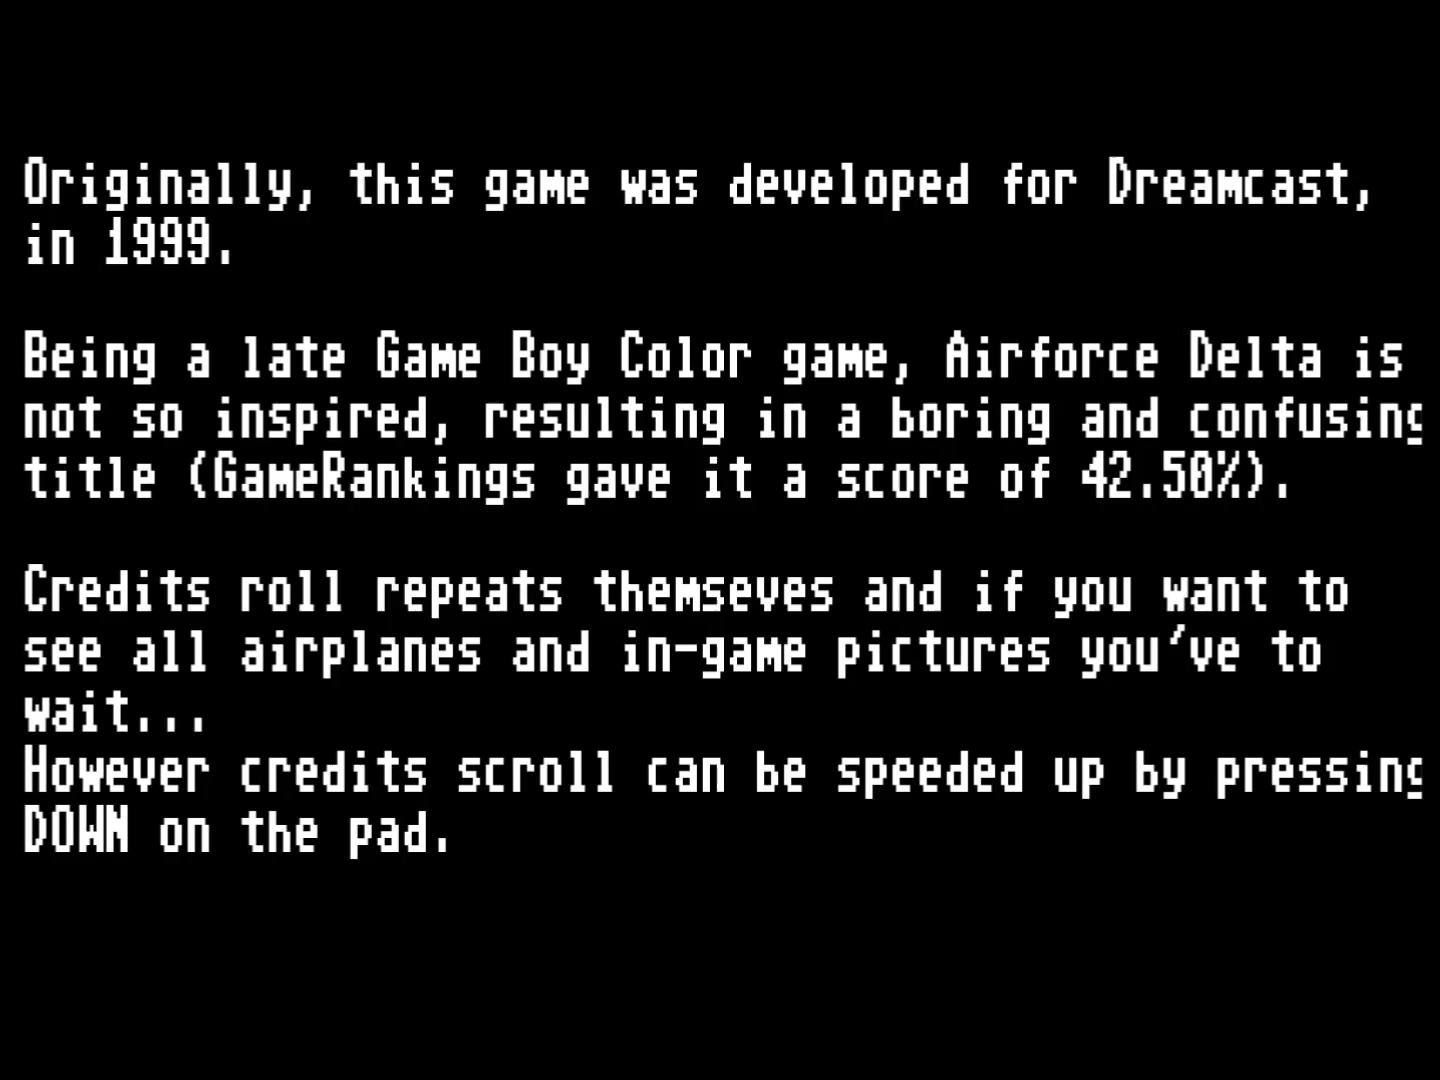 Originally, this game was developed for Dreamcast,
in 1999.
Being a late Game Boy Color game, Airforce Delta is
not so inspired, resulting in a boring and confusing
title (GameRankings gave it a score of 42.50%).
Credits roll repeats themseves and if you want to
see all airplanes and in-game pictures you've to
wait...
However credits scroll can be speeded up by pressing
DOWN on the pad.